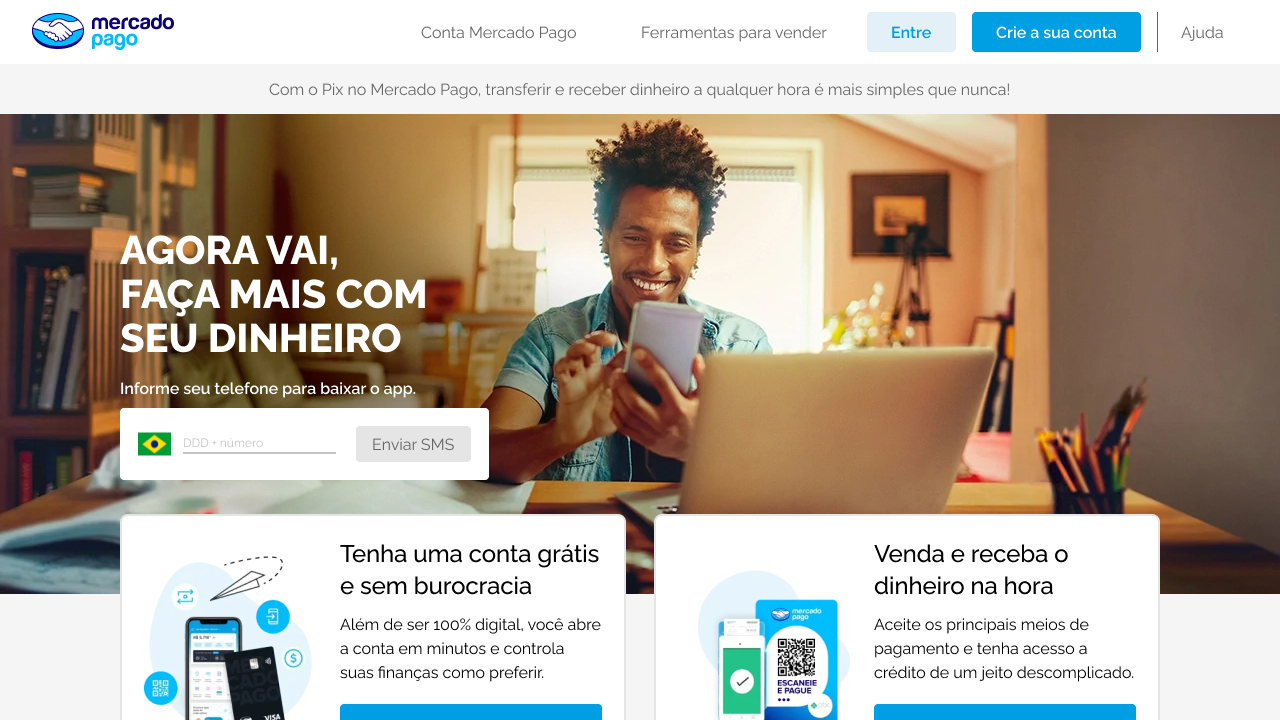 mercado
pago
Conta Mercado Pago
Ferramentas para vender
Entre
Crie a sua conta
Ajuda
Com o Pix no Mercado Pago, transferir e receber dinheiro a qualquer hora é mais simples que nunca!
AGORA VAI,
FAÇA MAIS COM
SEU DINHEIRO
Informe seu telefone para baixar o app.
DDD + número
Enviar SMS
Tenha uma conta grátis
e sem burocracia
Além de ser 100% digital, você abre
a conta em minutos e controla
suas finanças como preferir.
MERCADO
PAGO
VISA
Venda e receba o
dinheiro na hora
Aceite os principais meios de
pagamento e tenha acesso a
crédito de um jeito descomplicado.
mercado
pago
ESCANEIE
E PAGUE